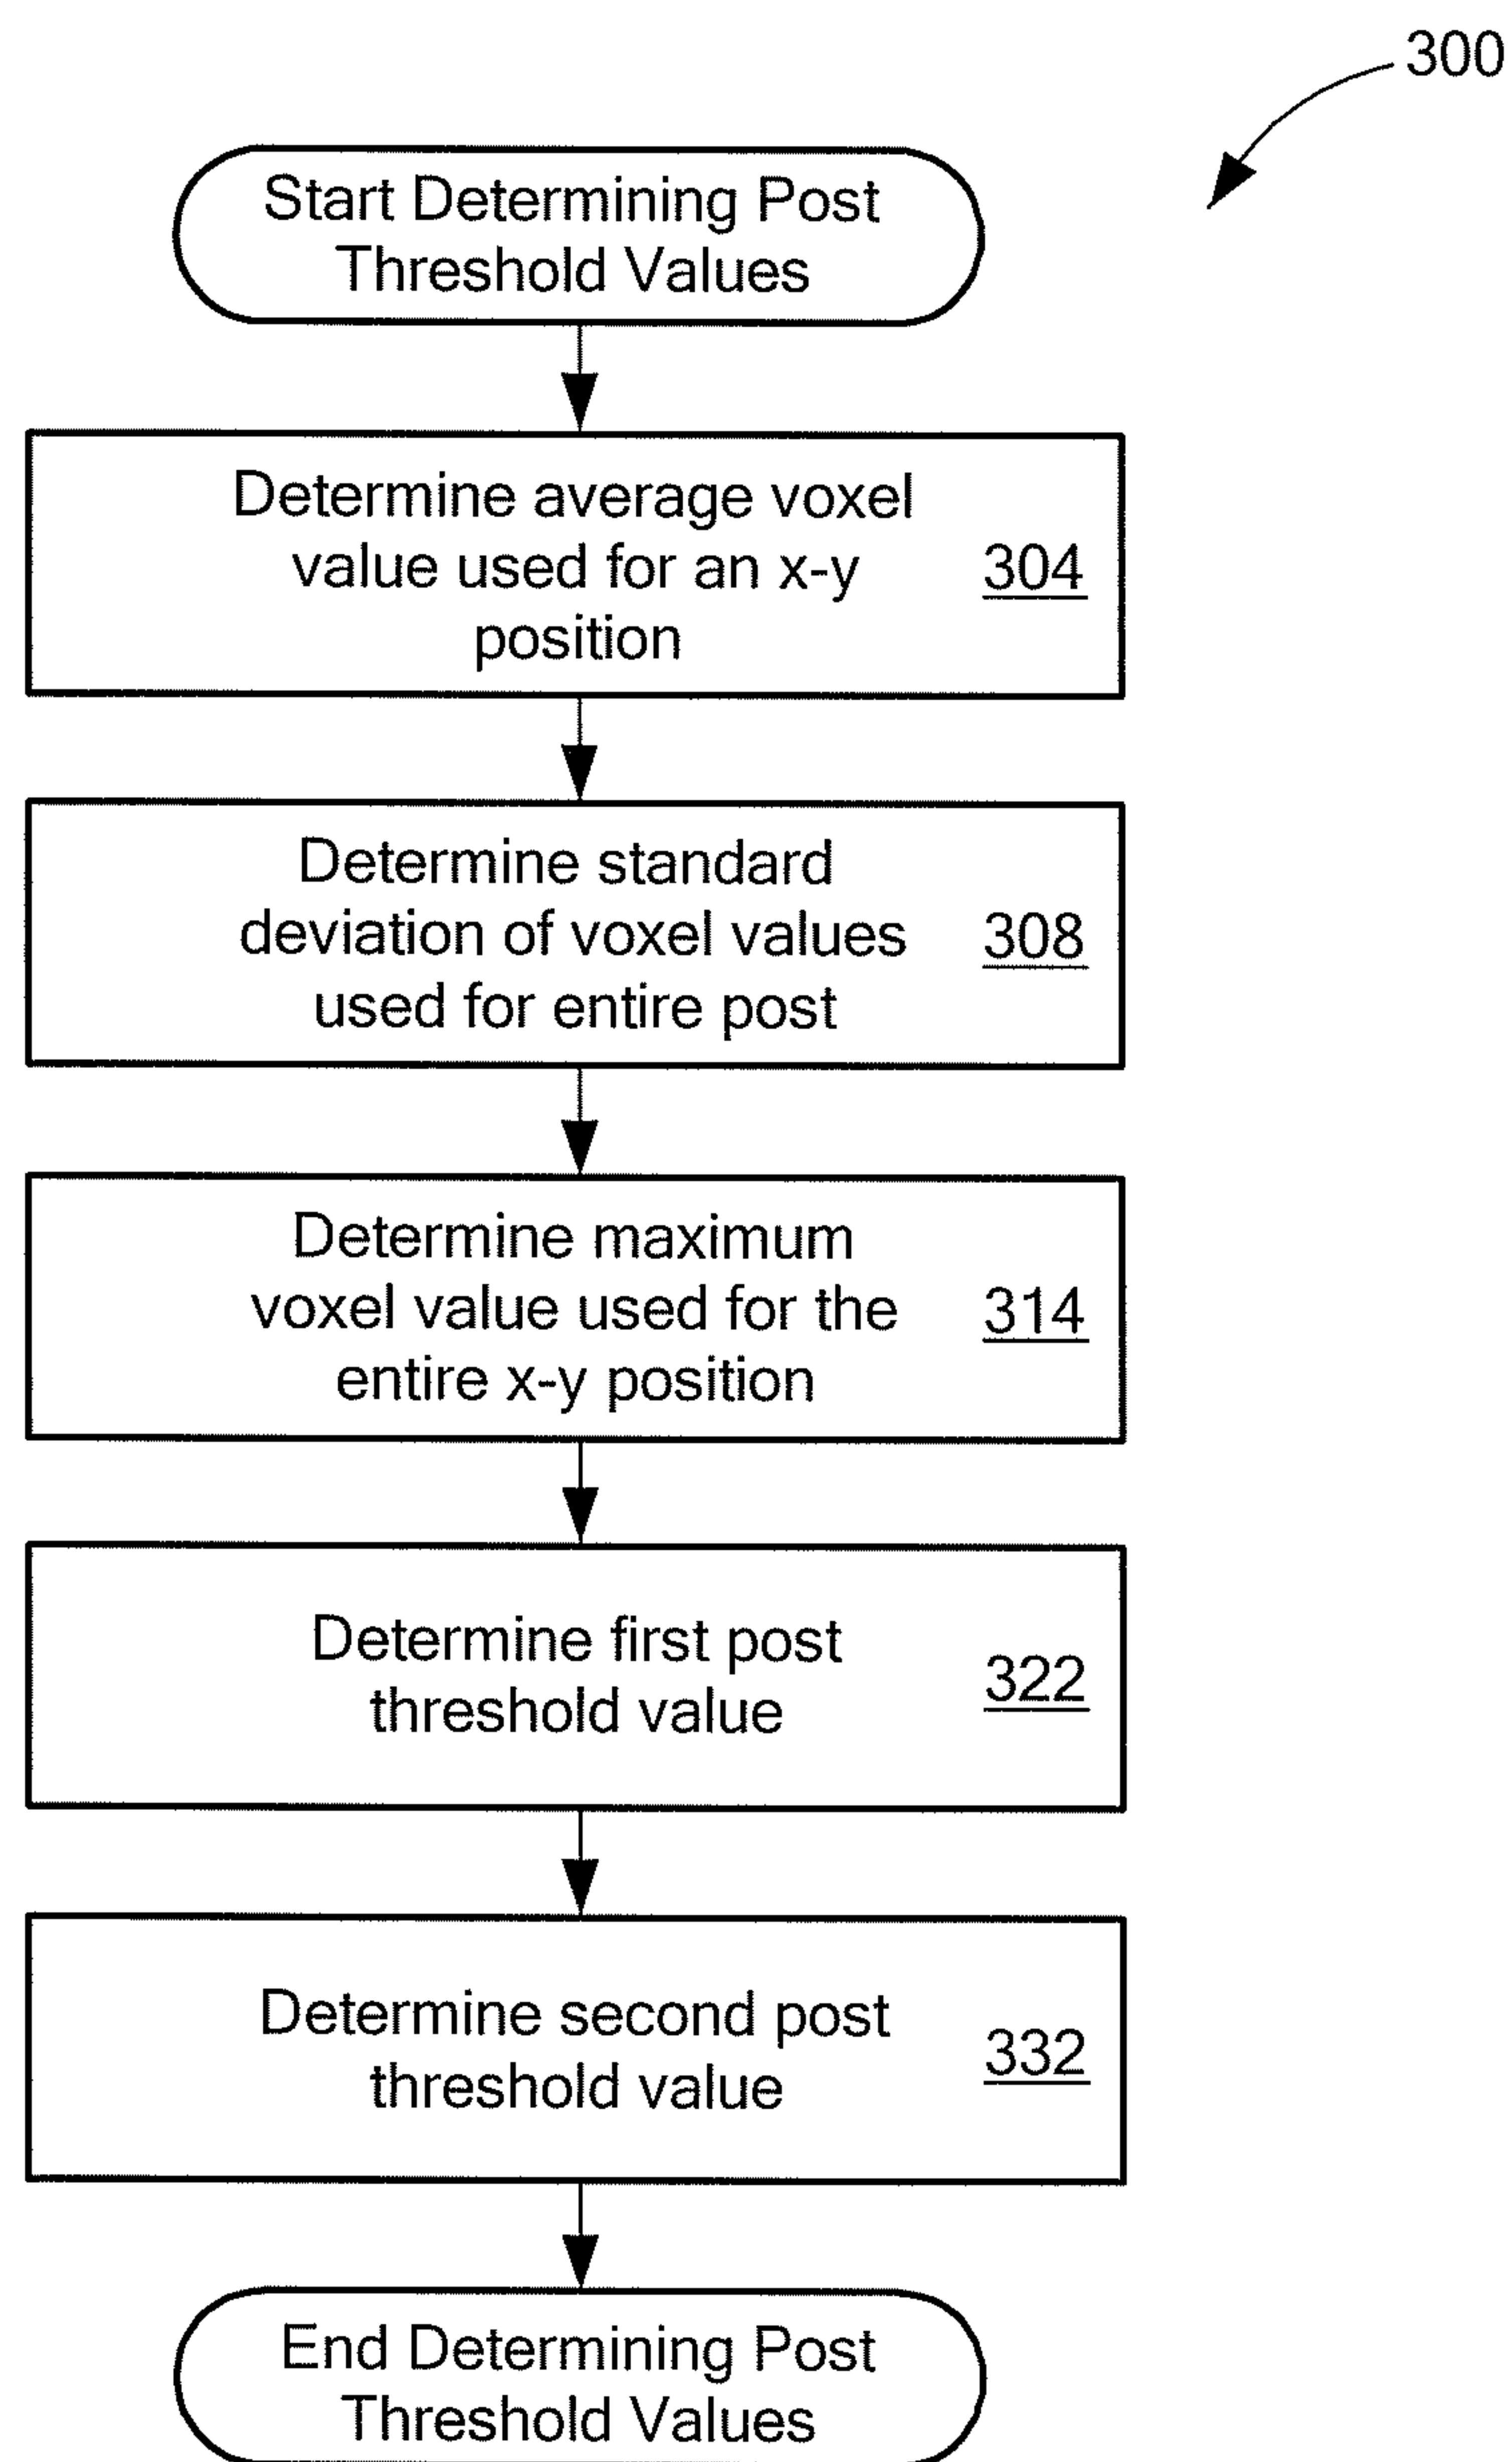 300
Start Determining Post
Threshold Values
Determine average voxel
value used for an x-y
position
304
Determine standard
deviation of voxel values
used for entire post
308
Determine maximum
voxel value used for the
entire x-y position
314
Determine first post
threshold value
322
Determine second post
threshold value
332
End Determining Post
Threshold Values